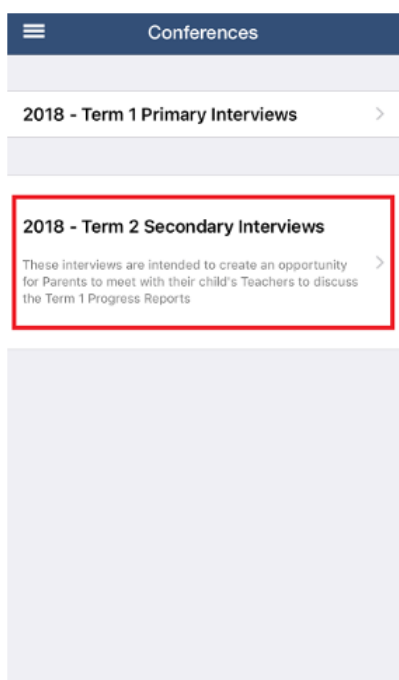 Conferences
2018 - Term 1 Primary Interviews
2018 - Term 2 Secondary Interviews
These interviews are intended to create an opportunity
for Parents to meet with their child's Teachers to discuss
the Term 1 Progress Reports